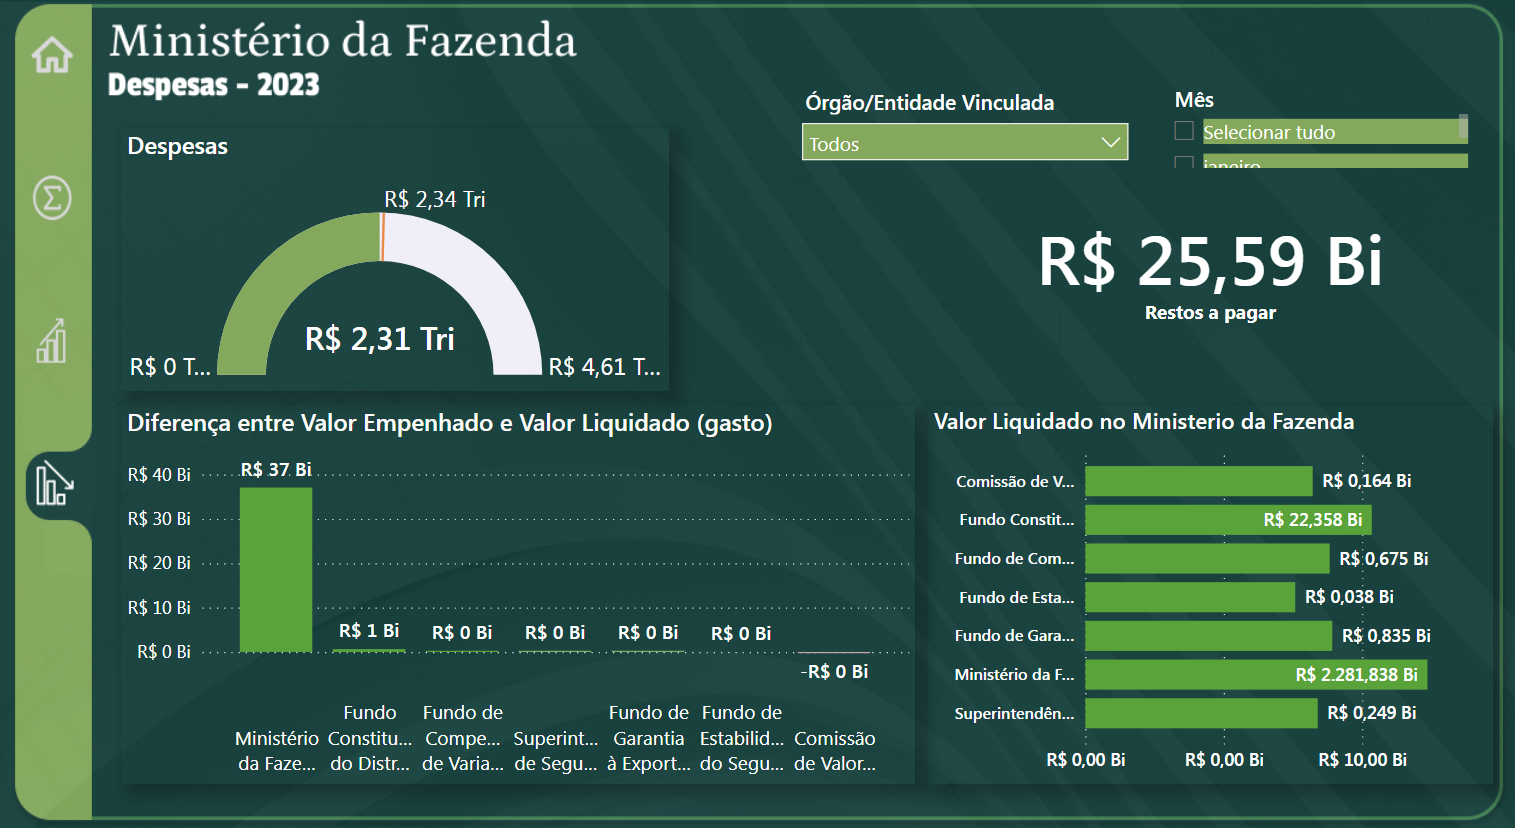 Ministério da Fazenda
Despesas - 2023
Órgão/Entidade Vinculada
Todos
Mês
Selecionar tudo
janeiro
Despesas
R$ 2,34 Tri
R$ 2,31 Tri
R$ 0 T...
R$ 4,61 T...
R$ 25,59 Bi
Restos a pagar
Diferença entre Valor Empenhado e Valor Liquidado (gasto)
R$ 40 Bi
R$ 30 Bi
R$ 20 Bi
R$ 10 Bi
R$ 0 Bi
R$ 37 Bi
R$ 1 Bi
R$ 0 Bi
R$ 0 Bi
R$ 0 Bi
R$ 0 Bi
-R$ 0 Bi
Ministério
da Faze...
Fundo
Constitu...
do Distr...
Fundo de
Compe...
de Varia...
Superint...
de Segu...
Fundo de
Garantia
à Export...
Fundo de
Estabilid...
do Segu...
Comissão
de Valor...
Valor Liquidado no Ministerio da Fazenda
Comissão de V...
R$ 0,164 Bi
Fundo Constit...
R$ 22,358 Bi
Fundo de Com...
R$ 0,675 Bi
Fundo de Esta...
R$ 0,038 Bi
Fundo de Gara...
R$ 0,835 Bi
Ministério da F...
R$ 2.281,838 Bi
Superintendên...
R$ 0,249 Bi
R$ 0,00 Bi
R$ 0,00 Bi
R$ 10,00 Bi